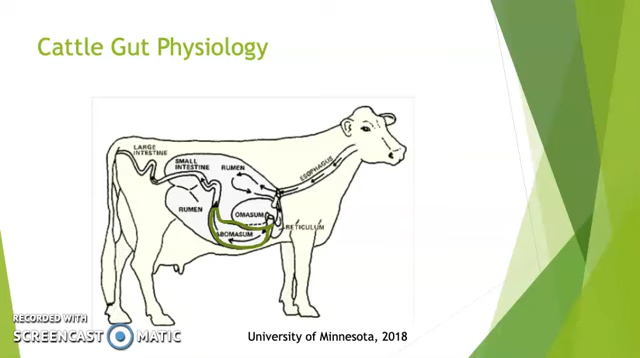 Cattle Gut Physiology
LARGE
INTESTINE
SMALL
INTESTINE
RUMEN
ESOPHAGUS
RUMEN
OMASUM
RETICULUM
ABOMASUM
RECORDED WITH
SCREENCAST MATIC
University of Minnesota, 2018